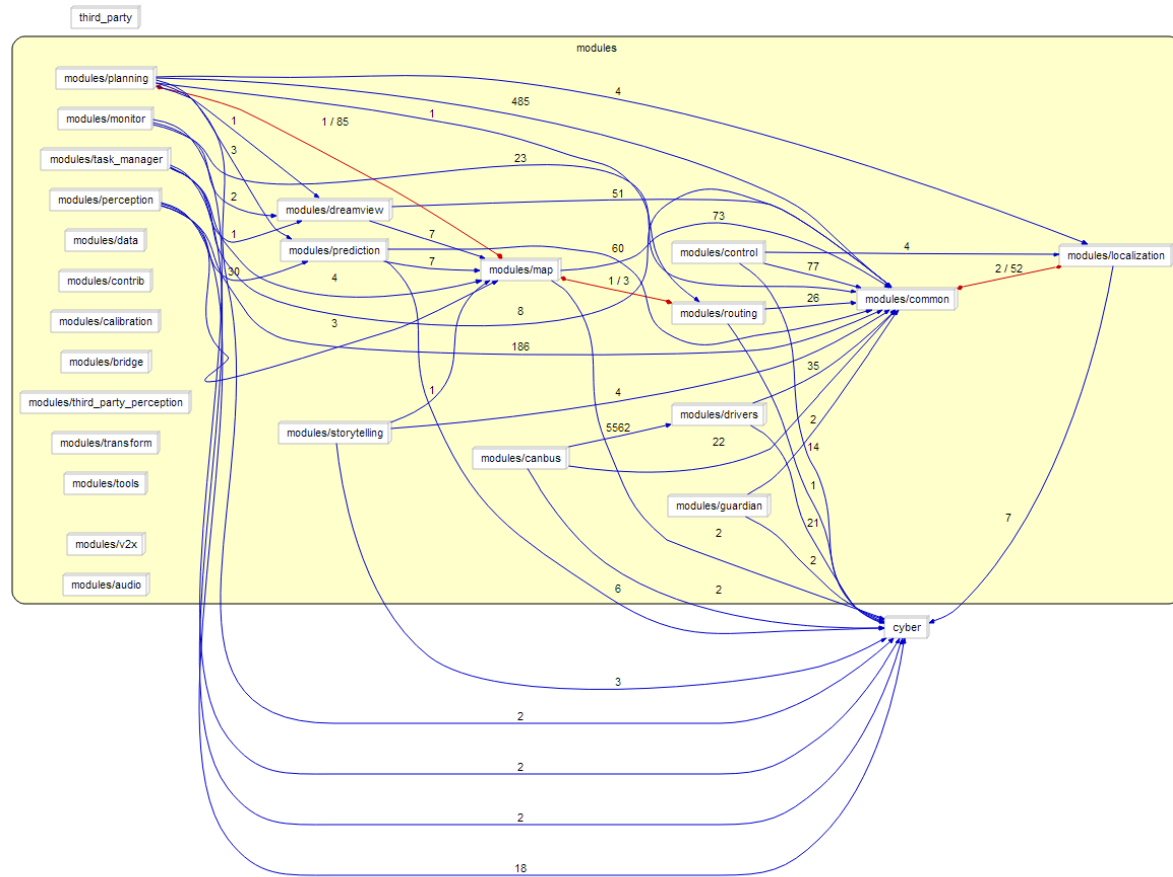 third_party
modules
modules/planning
4
485
modules/monitor
1
1 / 85
1
3
modules/task_manager
23
modules/perception
2
51
modules/dreamview
73
modules/data
1
7
60
modules/control
4
modules/localization
modules/prediction
7
77
2 / 52
modules/contrib
30
4
modules/map
1 / 3
26
modules/common
8
modules/routing
modules/calibration
3
186
modules/bridge
35
1
4
modules/third_party_perception
modules/drivers
2
5562
modules/storytelling
22
14
modules/transform
modules/canbus
modules/tools
1
modules/guardian
21
7
2
modules/v2x
2
modules/audio
6
2
cyber
3
2
2
2
18